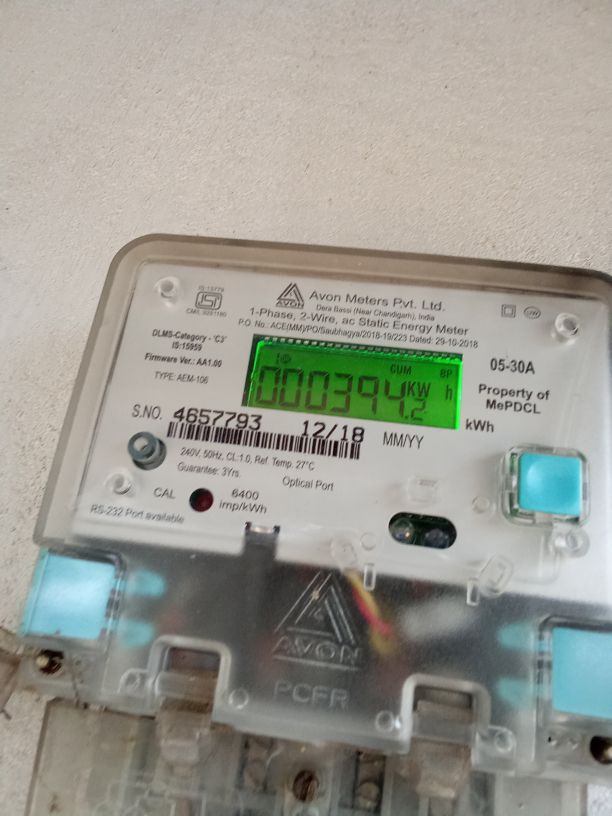 IS:13779
ISI
AVON
Avon Meters Pvt. Ltd.
Dera Bassi (Near Chandigarh), India
1-Phase, 2-Wire, ac Static Energy Meter
P.O. No.: ACE(MM)/PO/Saubhagya/2018-19/223 Dated: 29-10-2018
DLMS-Category - 'C3'
IS:15959
Firmware Ver.: AA1.00
TYPE: AEM-106
CUM BP
000394.2 KW h
05-30A
Property of
MePDCL
kWh
S.NO. 4657793 12/18 MM/YY
240V, 50Hz, CL:1.0, Ref. Temp. 27°C
Guarantee: 3Yrs.
Optical Port
CAL
6400
imp/kWh
RS-232 Port available
AVON
PCFR